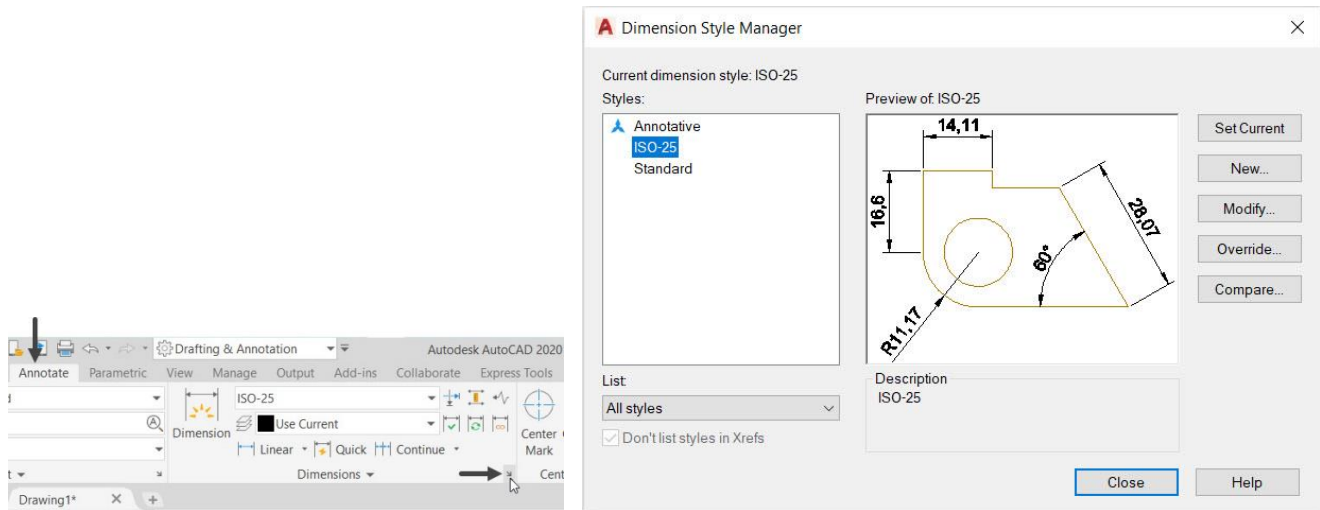 Drafting & Annotation Autodesk AutoCAD 2020
Annotate Parametric View Manage Output Add-ins Collaborate Express Tools
Dimension
ISO-25
Use Current
Linear Quick Continue
Center
Mark
Dimensions
Cent
Drawing1*
Dimension Style Manager
Current dimension style: ISO-25
Styles:
Annotative
ISO-25
Standard
Preview of: ISO-25
14,11
16,6
28,07
60°
R11,17
Set Current
New...
Modify...
Override...
Compare...
List:
All styles
Don't list styles in Xrefs
Description
ISO-25
Close Help